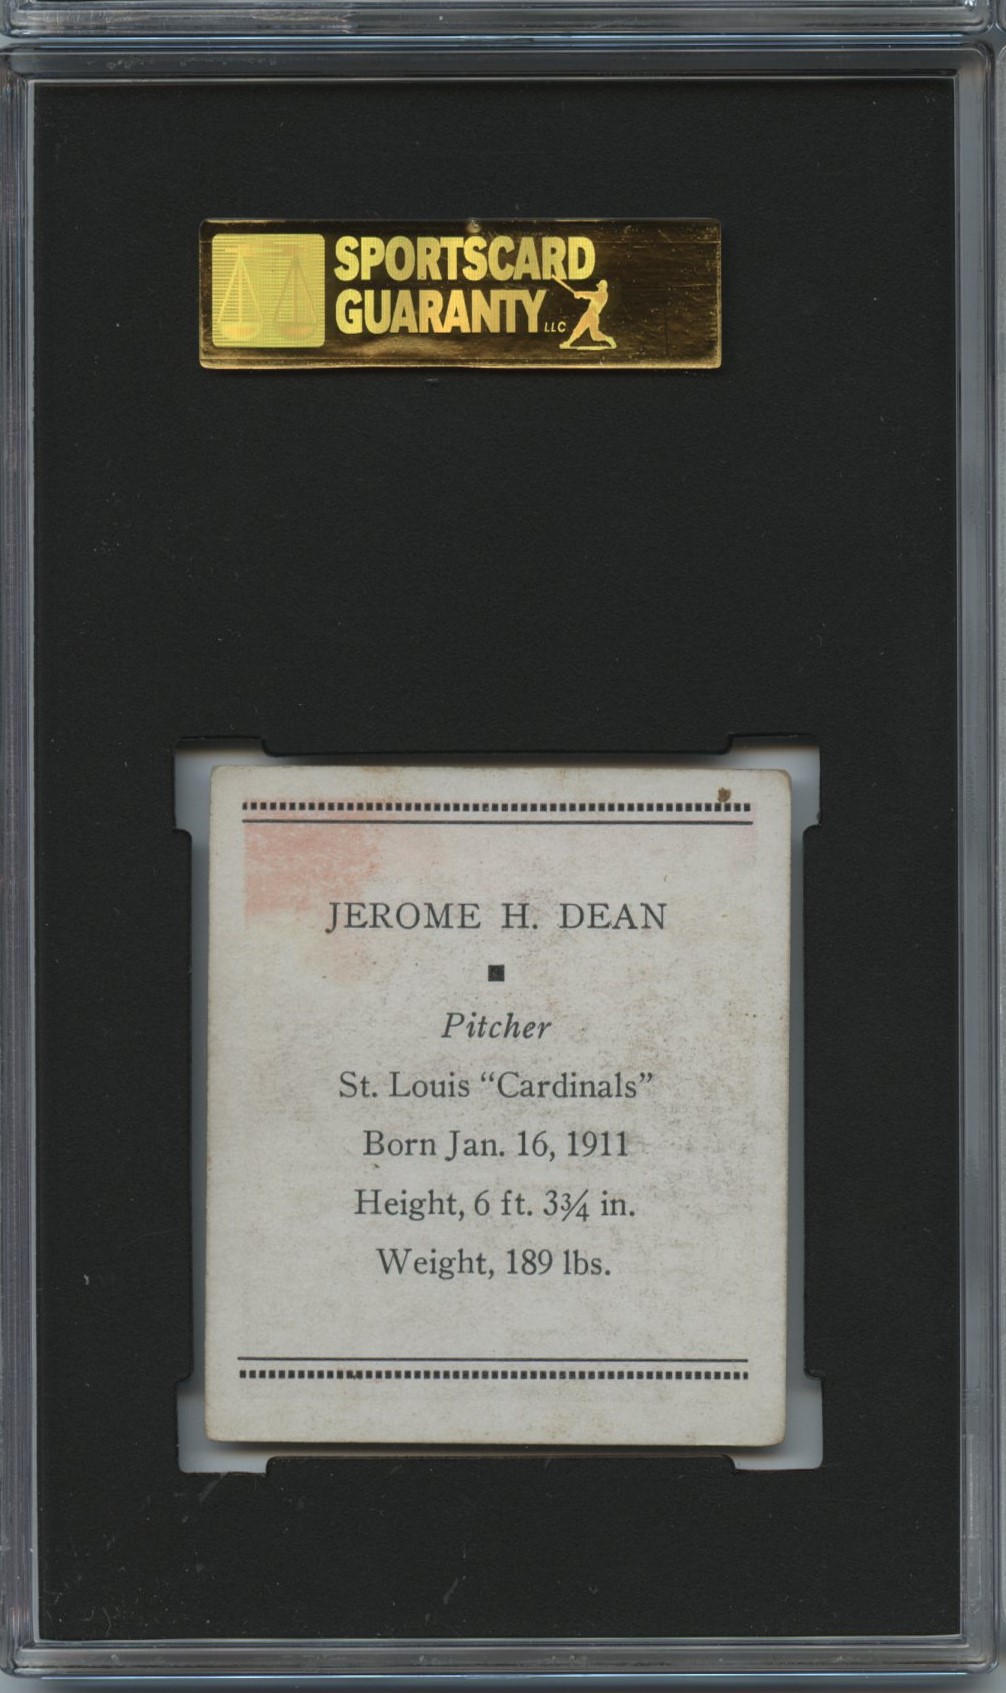 SPORTSCARD
GUARANTY LLC
JEROME H. DEAN
Pitcher
St. Louis “Cardinals”
Born Jan. 16, 1911
Height, 6 ft. 3¾ in.
Weight, 189 lbs.